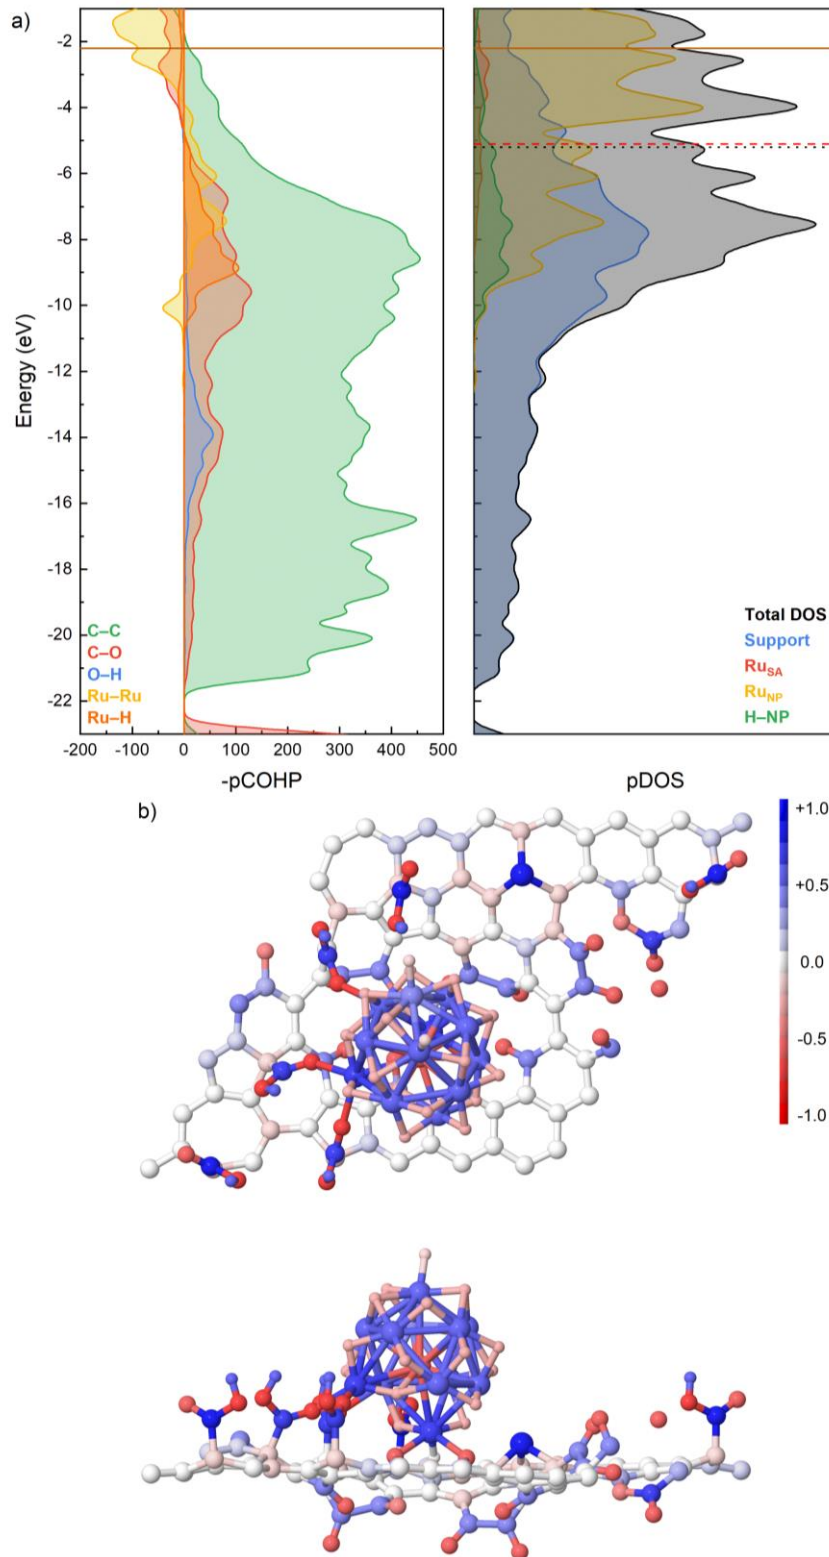 a)
-2
-4
-6
-8
-10
-12
-14
-16
-18
-20
-22
Energy (eV)
C–C
C–O
O–H
Ru–Ru
Ru–H
-200 -100 0 100 200 300 400 500
-pCOHP
Total DOS
Support
RuSA
RuNP
H–NP
pDOS
b)
+1.0
+0.5
0.0
-0.5
-1.0